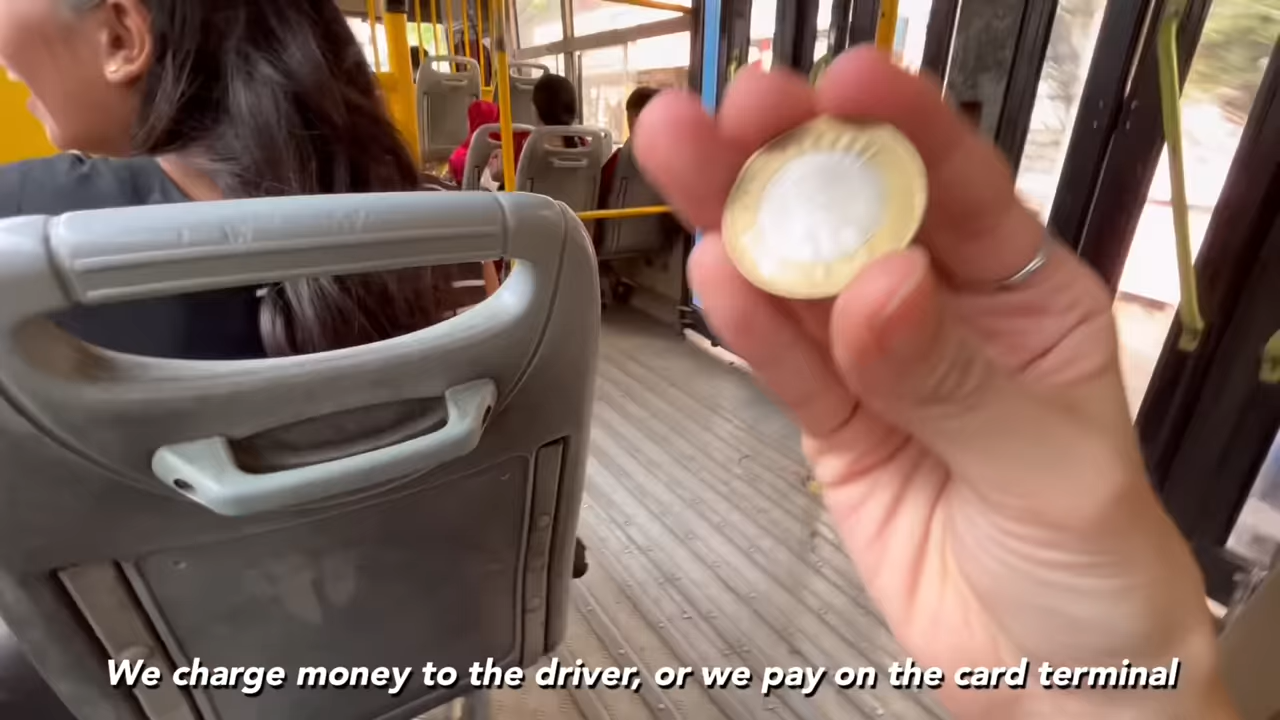 We charge money to the driver, or we pay on the card terminal